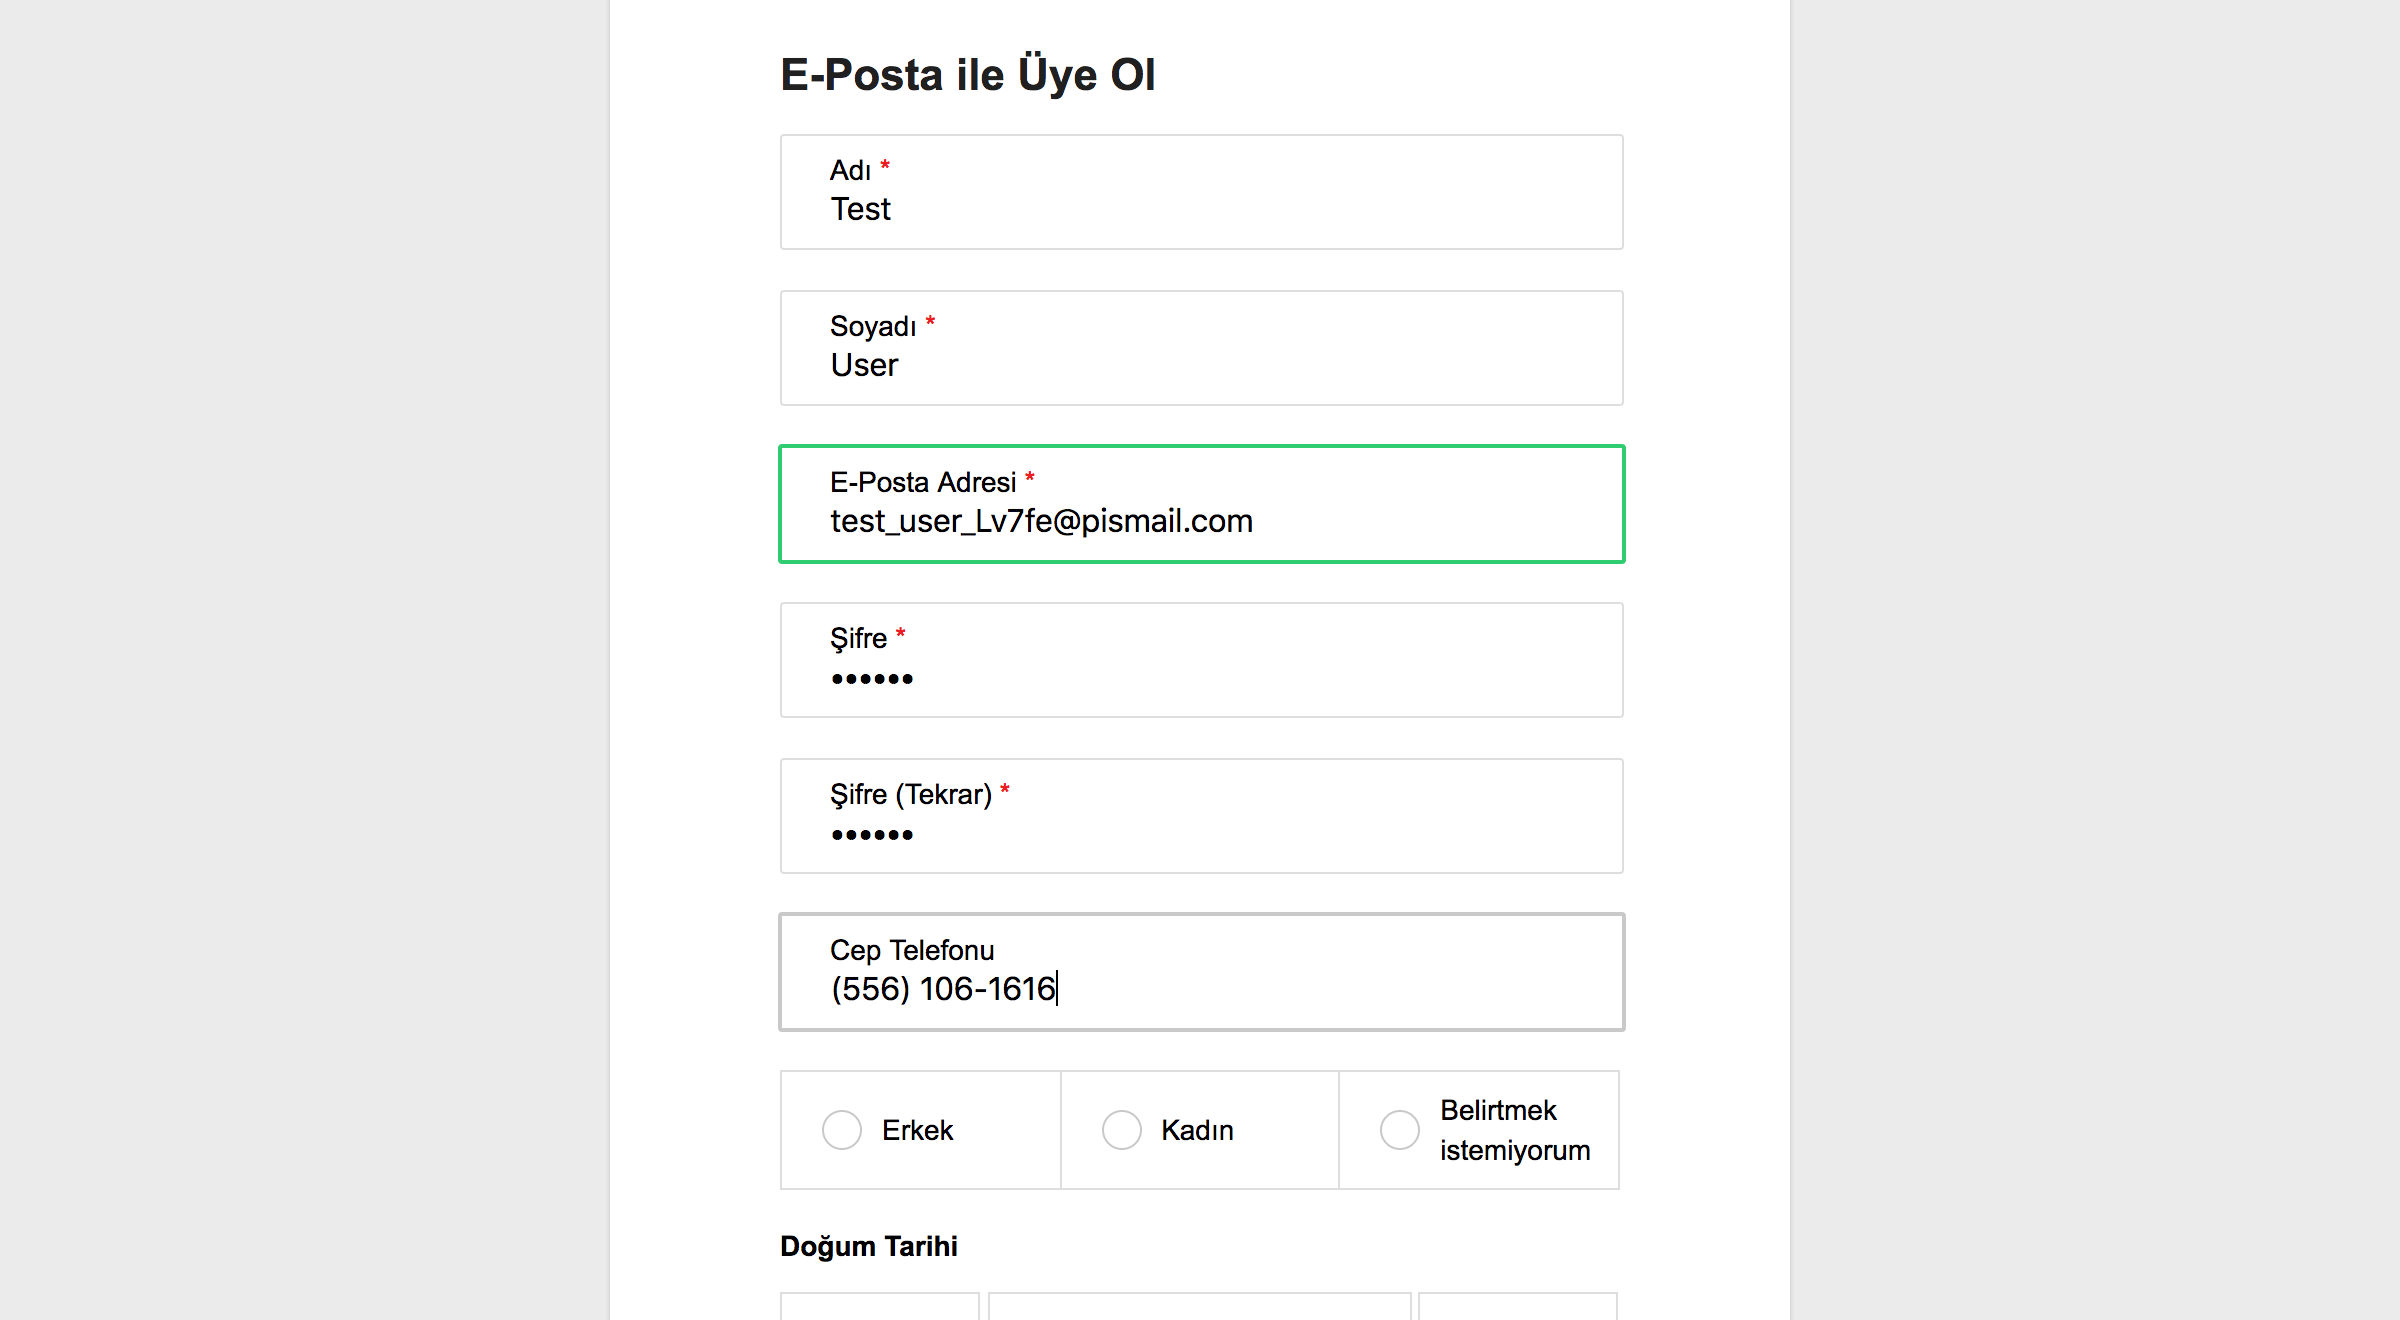 E-Posta ile Üye Ol
Adı *
Test
Soyadı *
User
E-Posta Adresi *
test_user_Lv7fe@pismail.com
Şifre *
••••••
Şifre (Tekrar) *
••••••
Cep Telefonu
(556) 106-1616
Erkek
Kadın
Belirtmek
istemiyorum
Doğum Tarihi